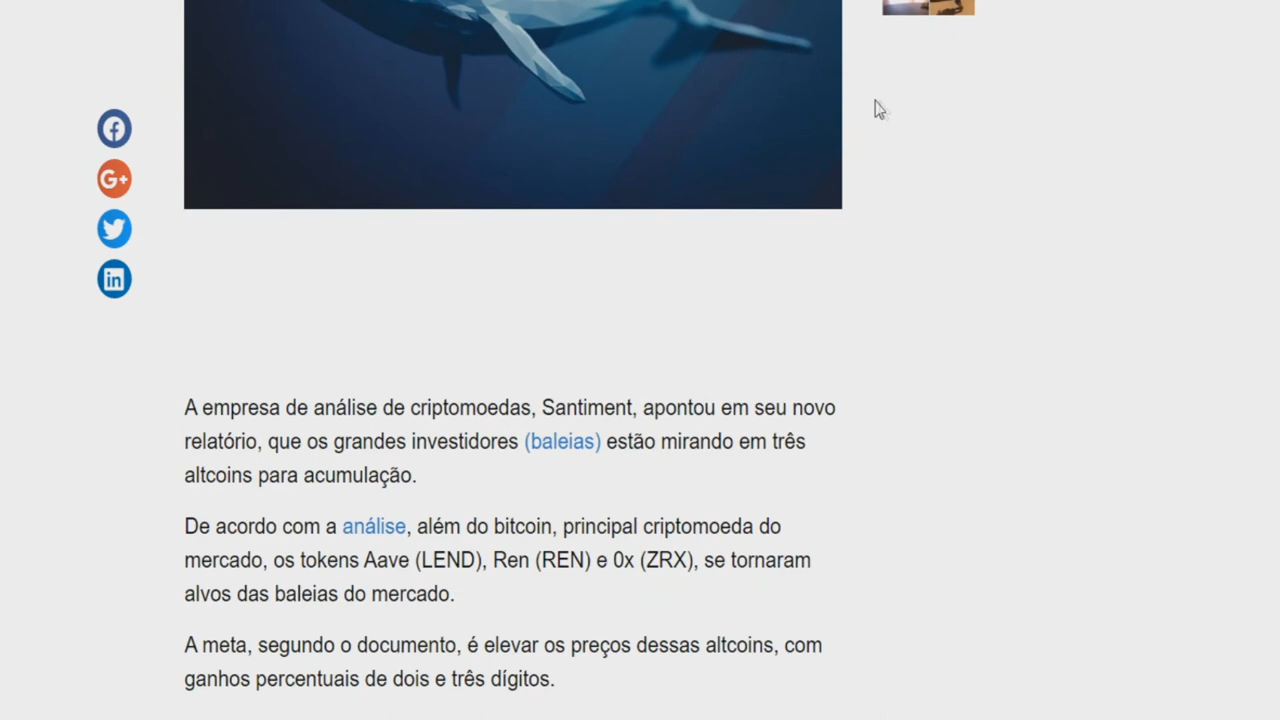 G+
in
A empresa de análise de criptomoedas, Santiment, apontou em seu novo
relatório, que os grandes investidores (baleias) estão mirando em três
altcoins para acumulação.
De acordo com a análise, além do bitcoin, principal criptomoeda do
mercado, os tokens Aave (LEND), Ren (REN) e 0x (ZRX), se tornaram
alvos das baleias do mercado.
A meta, segundo o documento, é elevar os preços dessas altcoins, com
ganhos percentuais de dois e três dígitos.